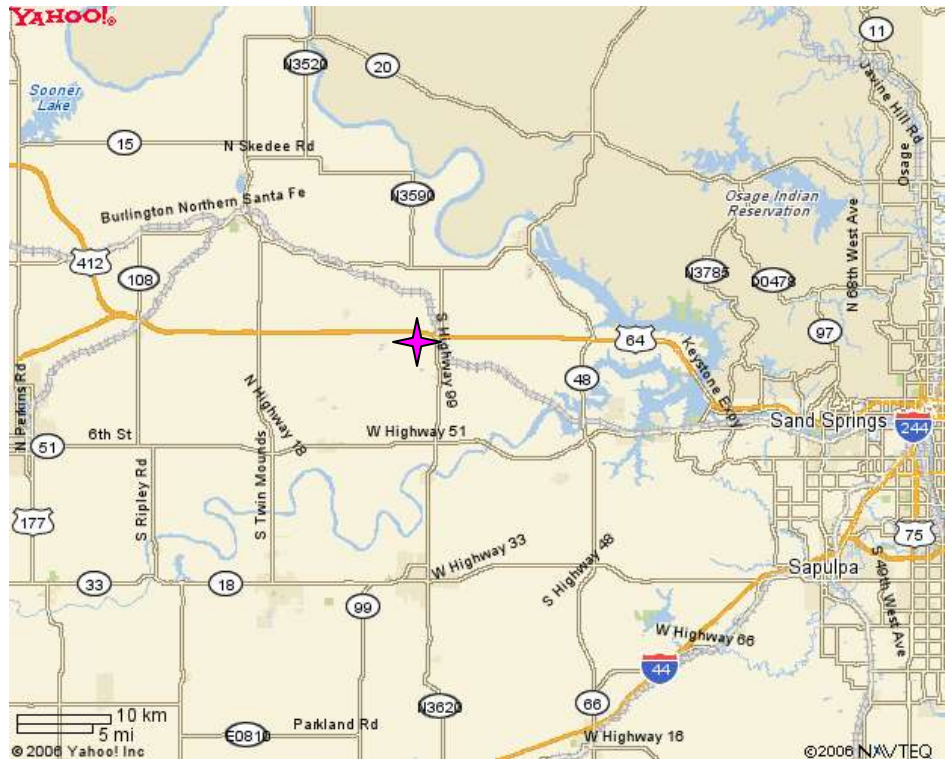 YAHOO!
11
N3520
20
Javine Hill Rd
Sooner
Lake
15
N Skedee Rd
Osage
N3590
Osage Indian
Reservation
Burlington Northern Santa Fe
N 68th West Ave
412
108
N3785
D0478
S Highway 99
64
97
Keystone Expy
N Perkins Rd
N Highway 18
48
Sand Springs
244
51
6th St
W Highway 51
S Ripley Rd
S Twin Mounds
177
75
W Highway 33
S Highway 48
Sapulpa
S 49th West Ave
33
18
99
W Highway 66
44
N3620
66
10 km
5 mi
E0810
Parkland Rd
W Highway 16
© 2006 Yahoo! Inc
©2006 NAVTEQ